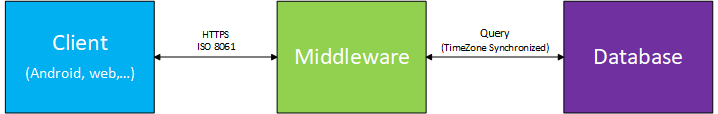 Client
(Android, web,...)
HTTPS
ISO 8061
Middleware
Query
(TimeZone Synchronized)
Database